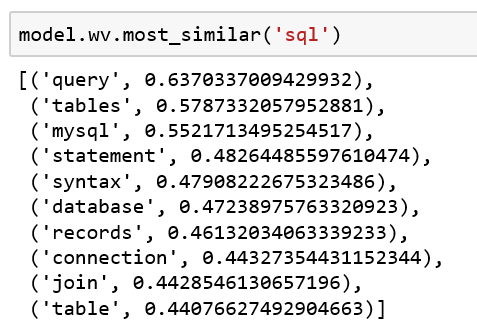 model.wv.most_similar('sql')
[('query', 0.6370337009429932),
('tables', 0.5787332057952881),
('mysql', 0.5521713495254517),
('statement', 0.48264485597610474),
('syntax', 0.47908222675323486),
('database', 0.47238975763320923),
('records', 0.46132034063339233),
('connection', 0.44327354431152344),
('join', 0.4428546130657196),
('table', 0.44076627492904663)]